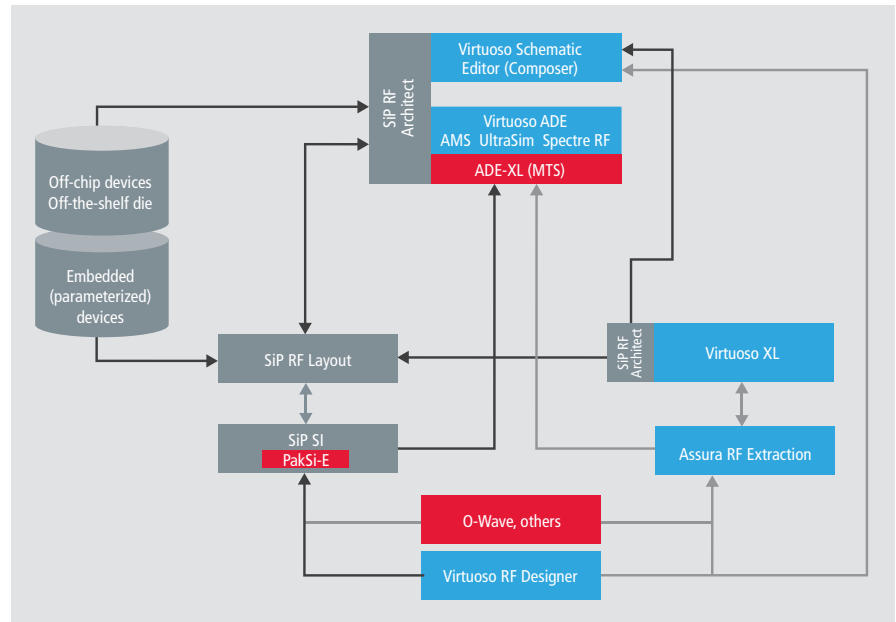 Virtuoso Schematic
Editor (Composer)
SiP RF
Architect
Virtuoso ADE
AMS UltraSim Spectre RF
ADE-XL (MTS)
Off-chip devices
Off-the-shelf die
Embedded
(parameterized)
devices
SiP RF Layout
SiP RF
Architect
Virtuoso XL
SiP SI
PakSi-E
Assura RF Extraction
O-Wave, others
Virtuoso RF Designer